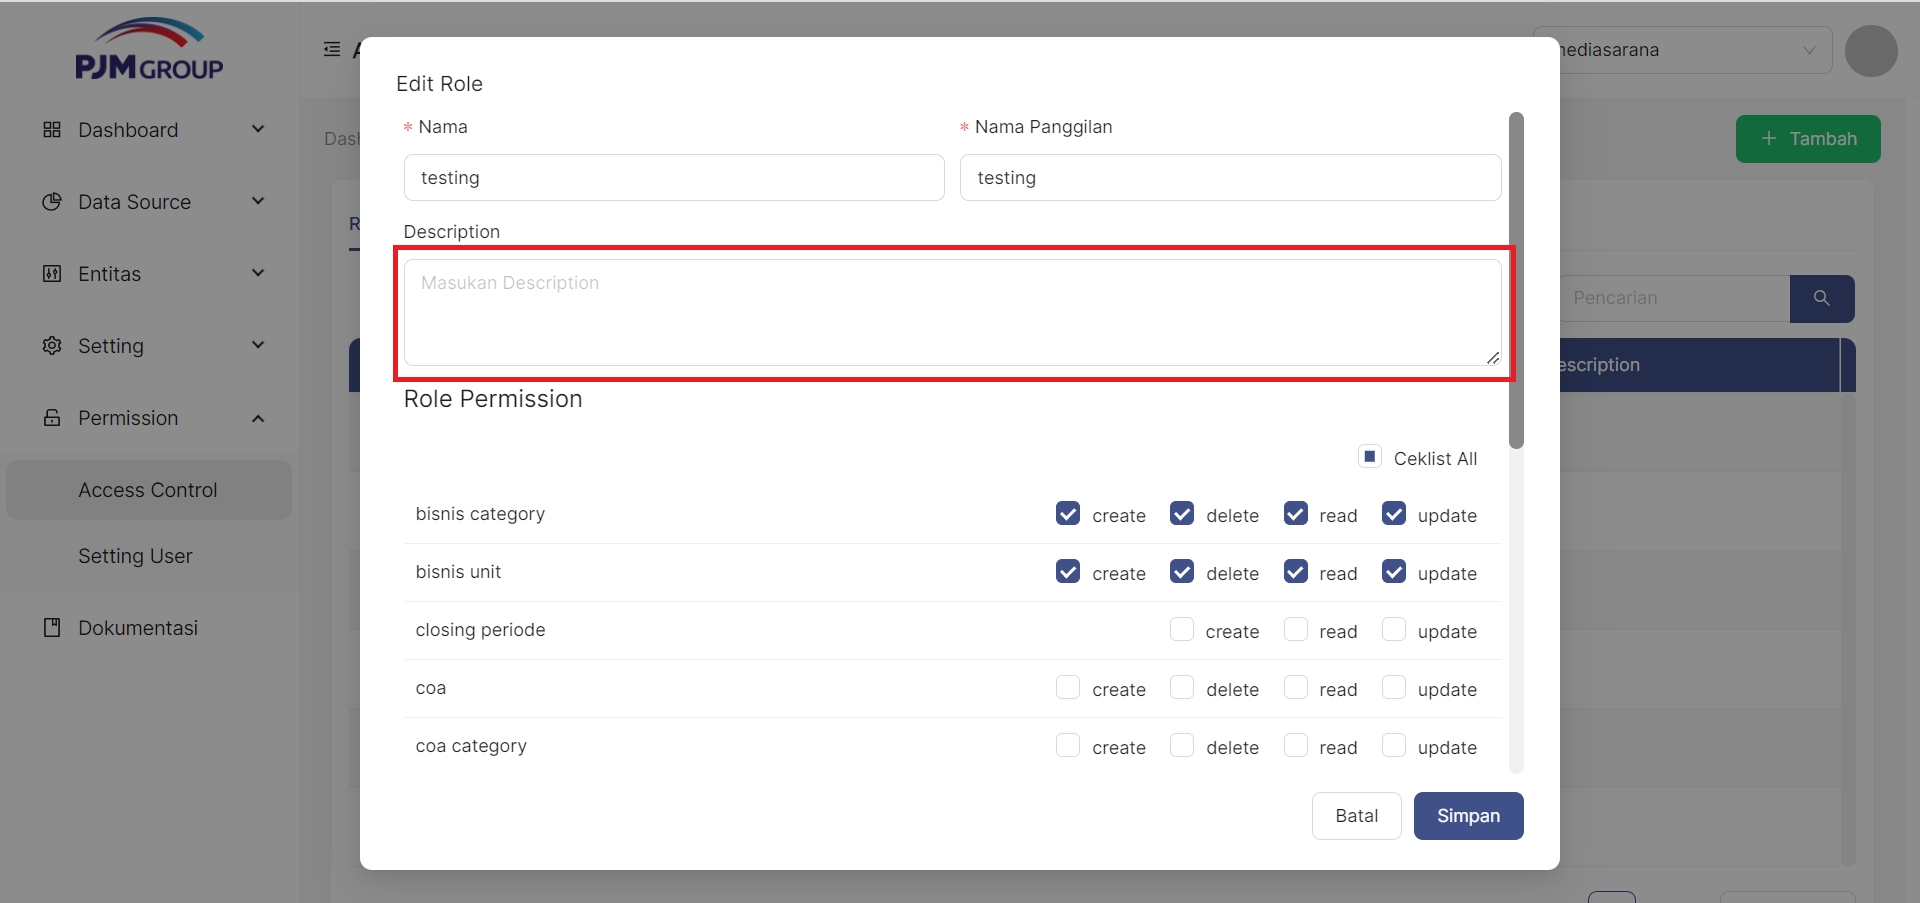 PJM GROUP
mediasarana
Dashboard
Data Source
Entitas
Setting
Permission
Access Control
Setting User
Dokumentasi
Tambah
Pencarian
Edit Role
* Nama
* Nama Panggilan
testing
testing
Description
Masukan Description
Role Permission
Ceklist All
bisnis category create delete read update
bisnis unit create delete read update
closing periode create read update
coa create delete read update
coa category create delete read update
Batal Simpan